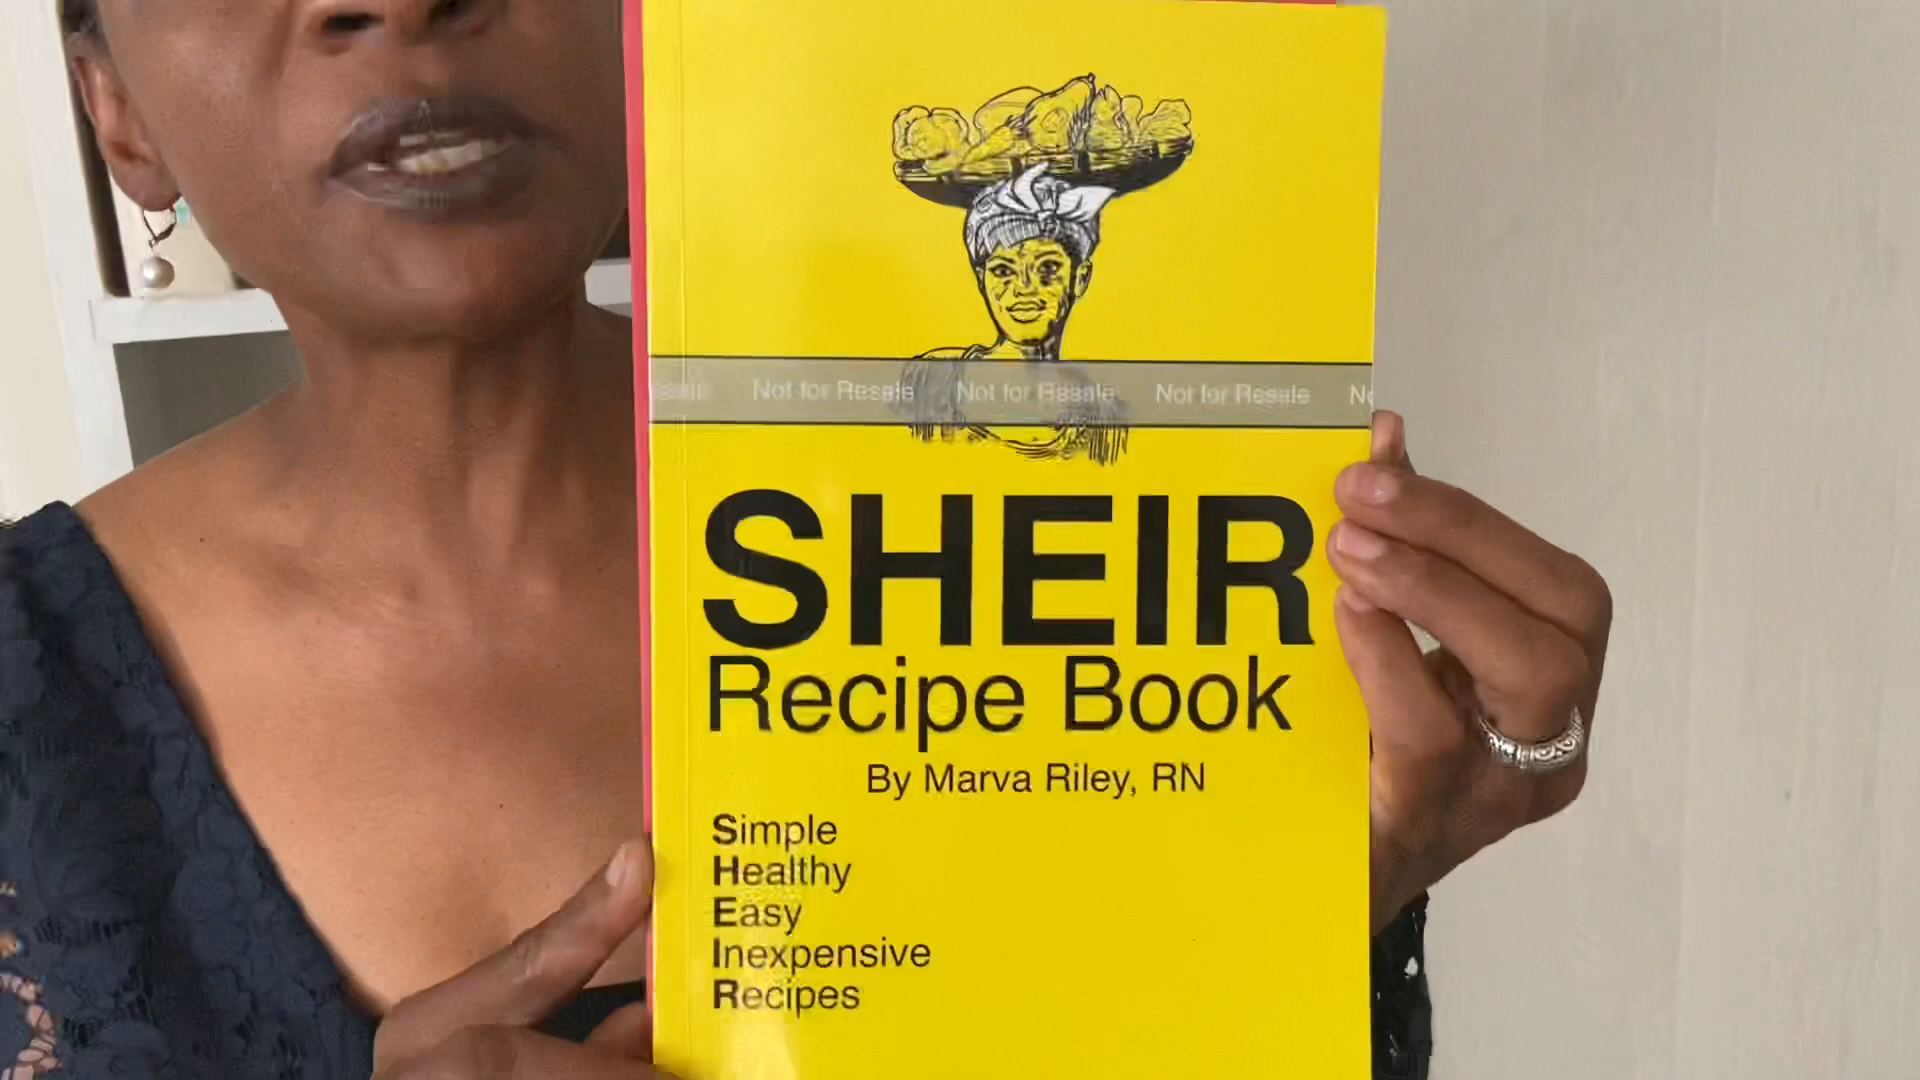 Not for Resale Not for Resale Not for Resale
SHEIR
Recipe Book
By Marva Riley, RN
Simple
Healthy
Easy
Inexpensive
Recipes